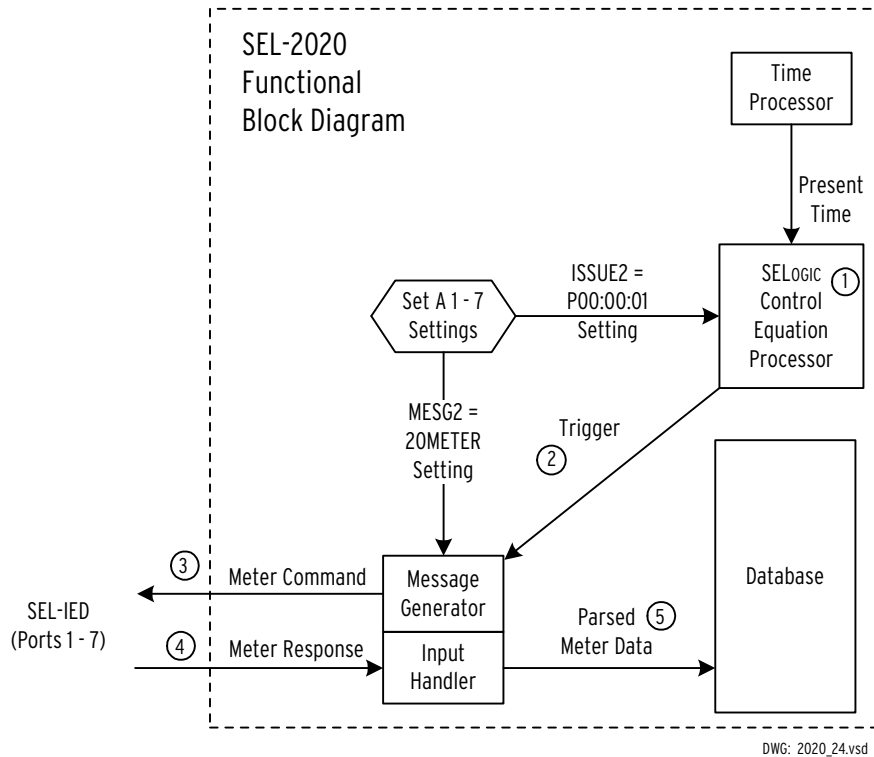 SEL-2020
Functional
Block Diagram
Time
Processor
Present
Time
Set A 1 - 7
Settings
ISSUE2 =
P00:00:01
Setting
SELOGIC
Control
Equation
Processor
1
MESG2 =
20METER
Setting
Trigger
2
Database
3
Meter Command
Message
Generator
SEL-IED
(Ports 1 - 7)
4
Meter Response
Input
Handler
Parsed
Meter Data
5
DWG: 2020_24.vsd